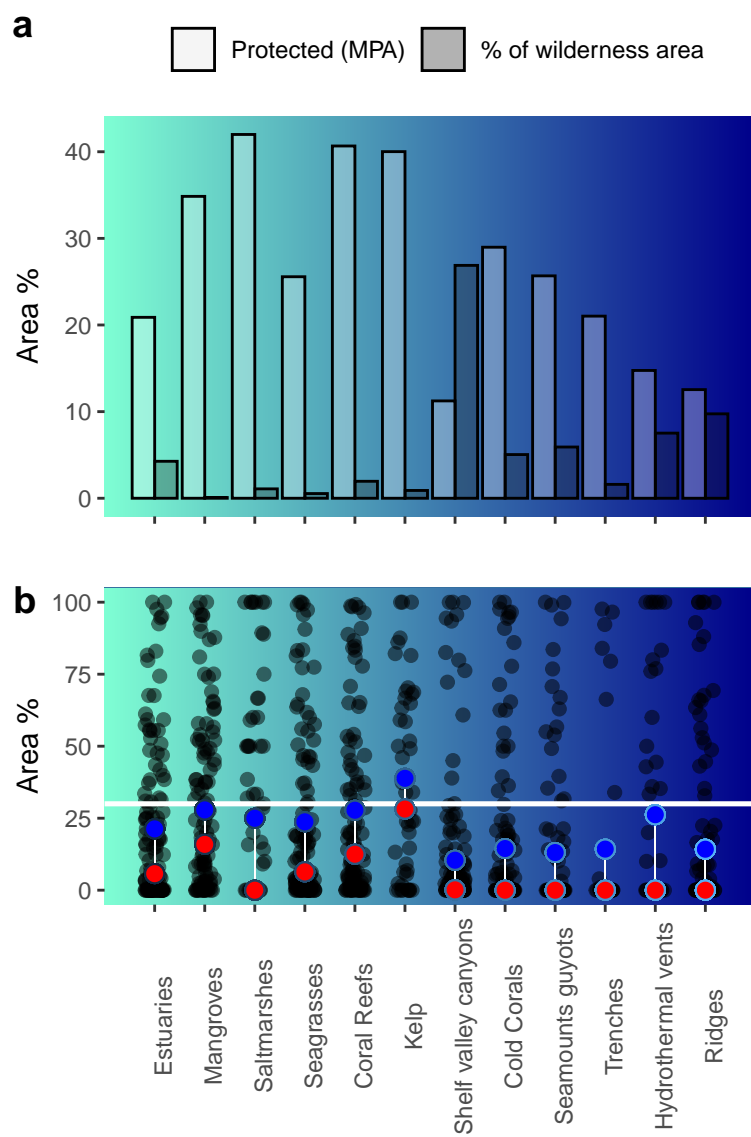 a
Protected (MPA) % of wilderness area
Area %
40
30
20
10
0
b
Area %
100
75
50
25
0
Estuaries
Mangroves
Saltmarshes
Seagrasses
Coral Reefs
Kelp
Shelf valley canyons
Cold Corals
Seamounts guyots
Trenches
Hydrothermal vents
Ridges